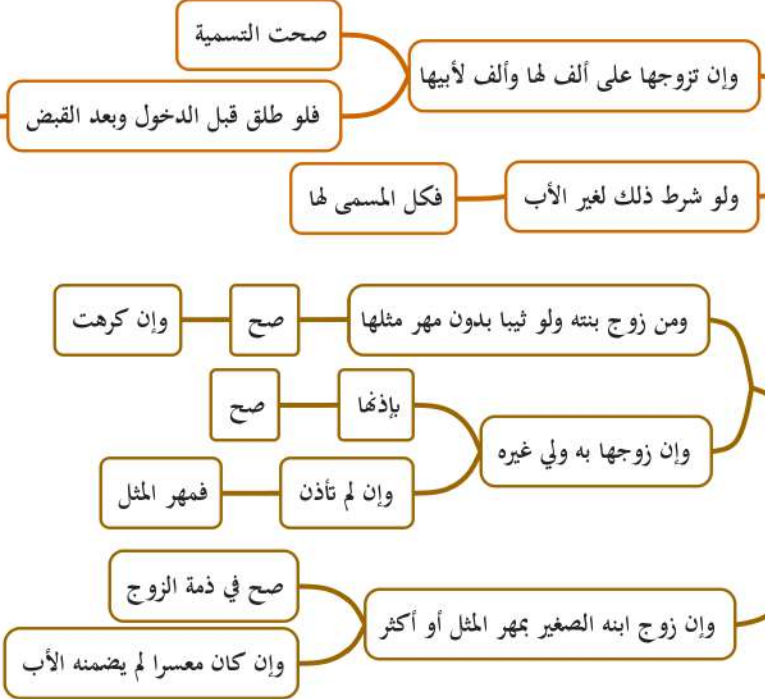 وإن تزوجها على ألف لها وألف لأبيها
صحت التسمية
فلو طلق قبل الدخول وبعد القبض
ولو شرط ذلك لغير الأب
فكل المسمى لها
ومن زوج بنته ولو ثيبا بدون مهر مثلها
صح
وإن كرهت
وإن زوجها به ولي غيره
بإذنها
صح
وإن لم تأذن
فمهر المثل
وإن زوج ابنه الصغير بمهر المثل أو أكثر
صح في ذمة الزوج
وإن كان معسرا لم يضمنه الأب